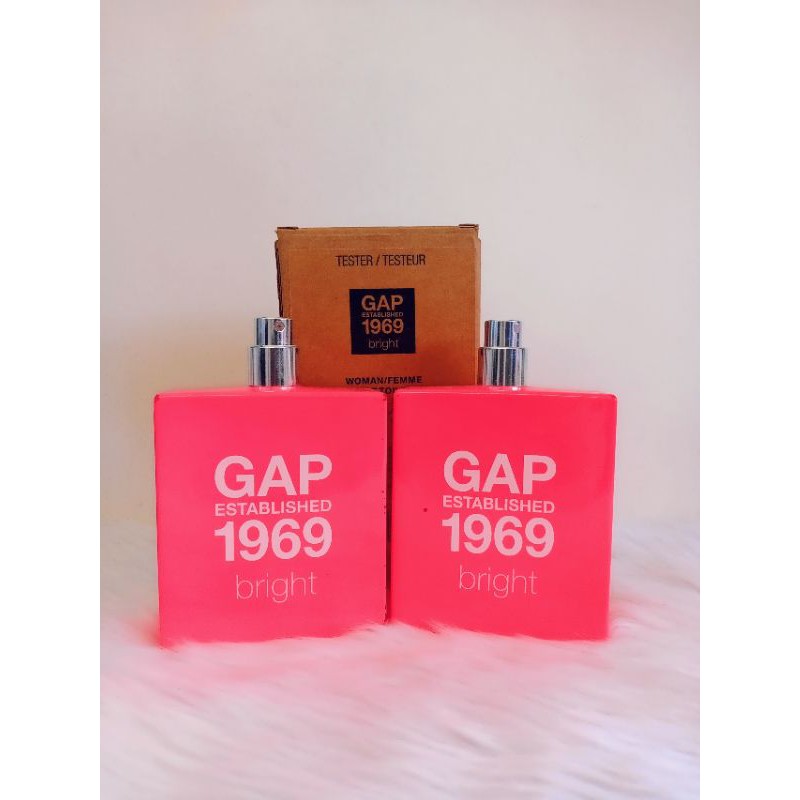 TESTER / TESTEUR
GAP
ESTABLISHED
1969
bright
WOMAN/FEMME
GAP
ESTABLISHED
1969
bright
GAP
ESTABLISHED
1969
bright